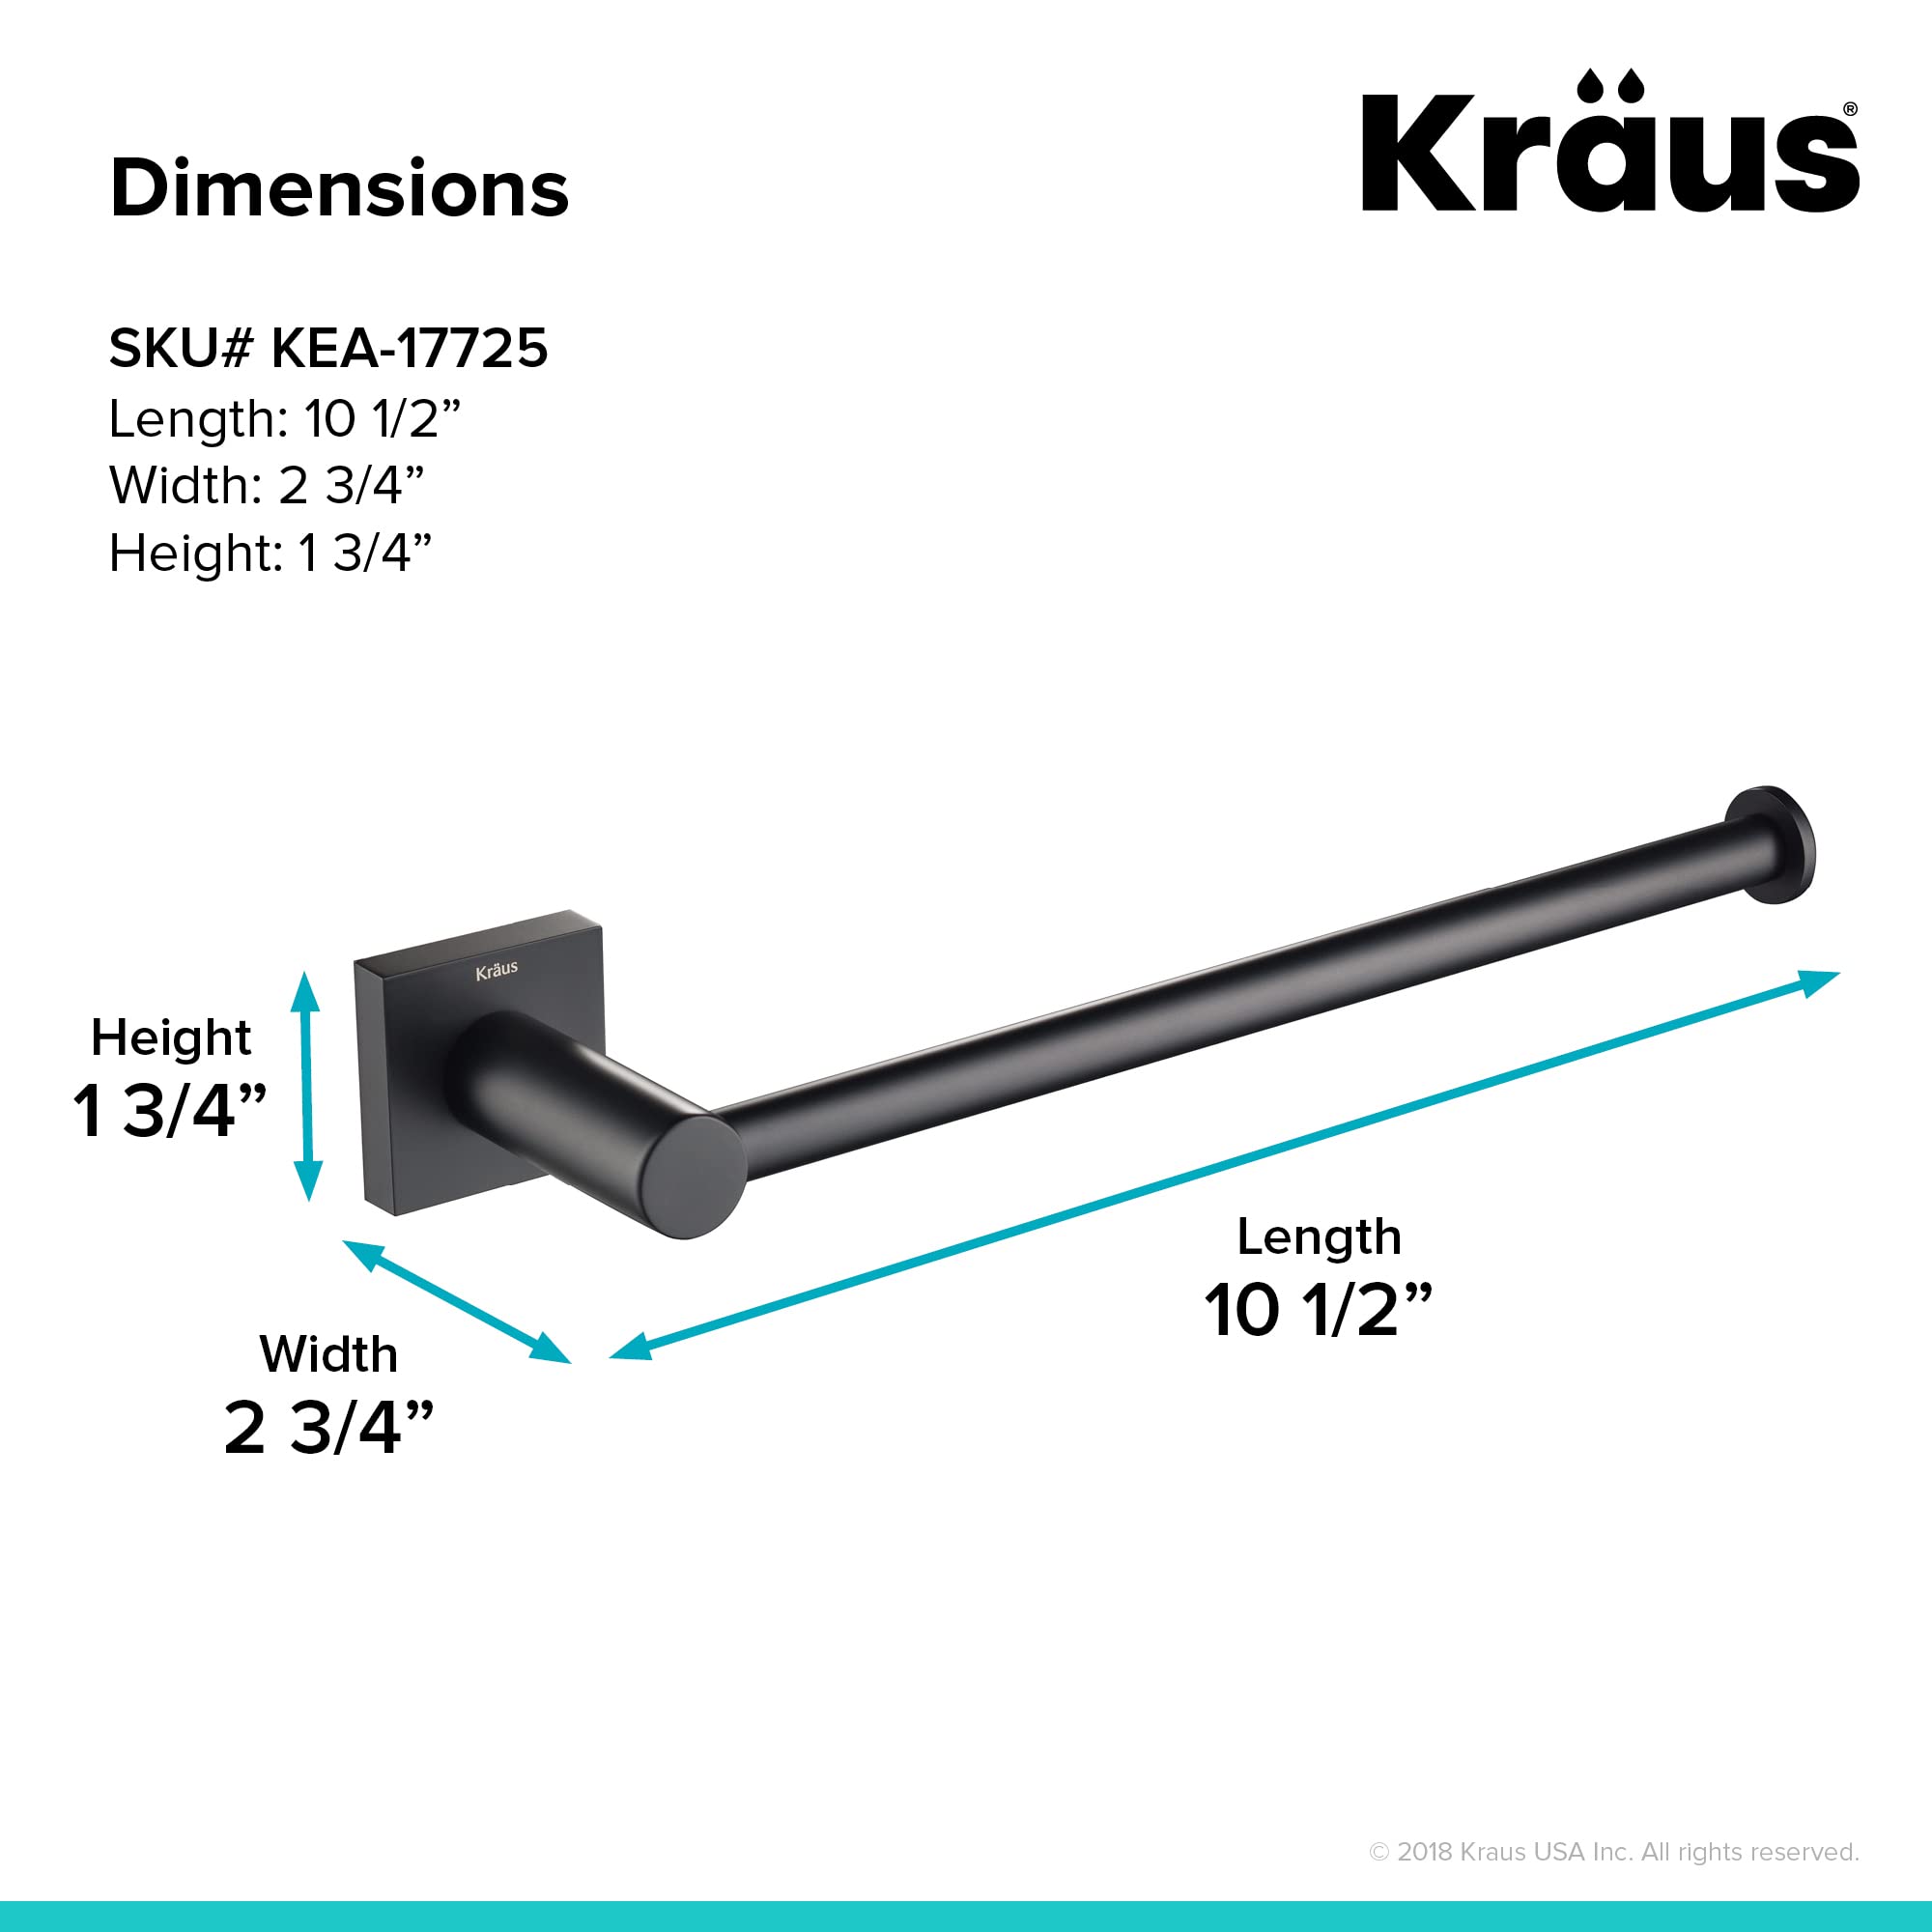 Kräus®
Dimensions
SKU# KEA-17725
Length: 10 1/2”
Width: 2 3/4”
Height: 1 3/4”
Kräus
Height
1 3/4”
Width
2 3/4”
Length
10 1/2”
© 2018 Kraus USA Inc. All rights reserved.